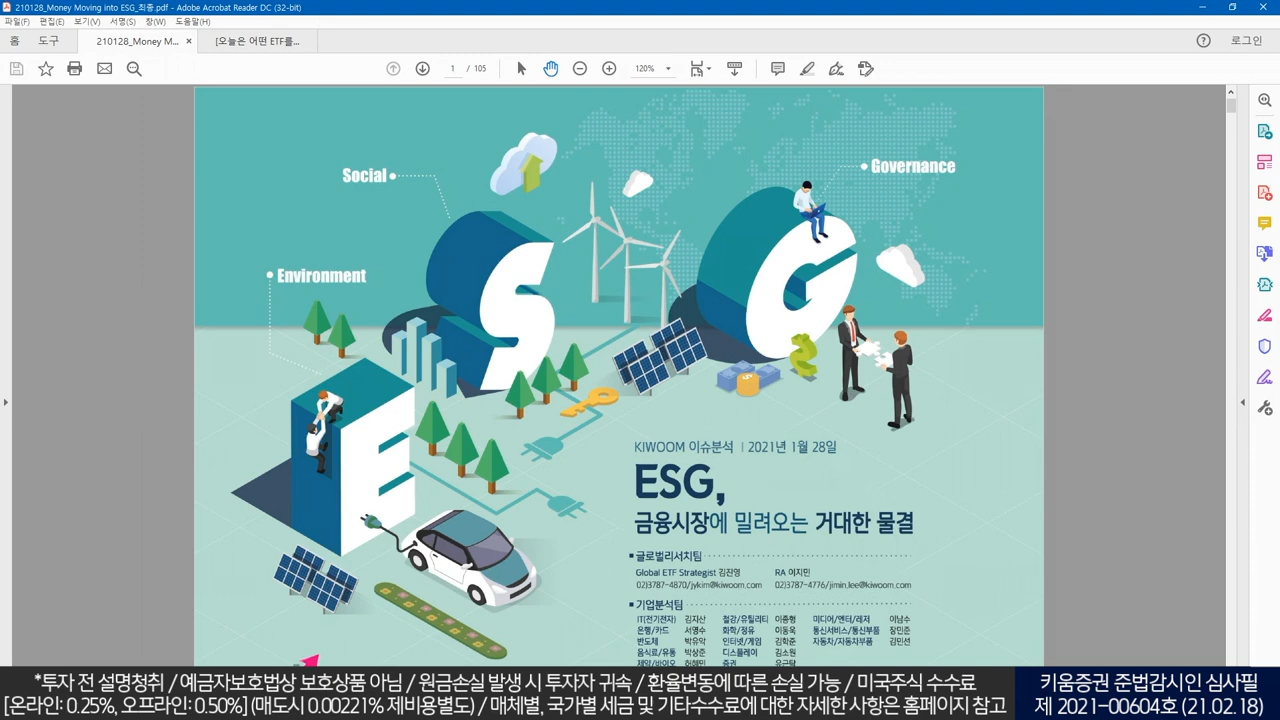 210128_Money Moving into ESG_최종.pdf - Adobe Acrobat Reader DC (32-bit)
파일(F) 편집(E) 보기(V) 서명(S) 창(W) 도움말(H)
홈 도구 210128_Money M... × [오늘은 어떤 ETF를... 로그인
1 / 105 120%
Social
Governance
Environment
KIWOOM 이슈분석 | 2021년 1월 28일
ESG,
금융시장에 밀려오는 거대한 물결
글로벌리서치팀
Global ETF Strategist 김진영 RA 이지민
02)3787-4870/jykim@kiwoom.com 02)3787-4776/jimin.lee@kiwoom.com
기업분석팀
IT(전기전자) 김지산 철강/유틸리티 이종형 미디어/엔터/레저 이남수
은행/카드 서영수 화학/정유 이동욱 통신서비스/통신부품 장민준
반도체 박유악 인터넷/게임 김학준 자동차/자동차부품 김민선
음식료/유통 박상준 디스플레이 김소원
제약/바이오 허혜민 증권 유근탁
*투자 전 설명청취 / 예금자보호법상 보호상품 아님 / 원금손실 발생 시 투자자 귀속 / 환율변동에 따른 손실 가능 / 미국주식 수수료
[온라인: 0.25%, 오프라인: 0.50%] (매도시 0.00221% 제비용별도) / 매체별, 국가별 세금 및 기타수수료에 대한 자세한 사항은 홈페이지 참고
키움증권 준법감시인 심사필
제 2021-00604호 (21.02.18)